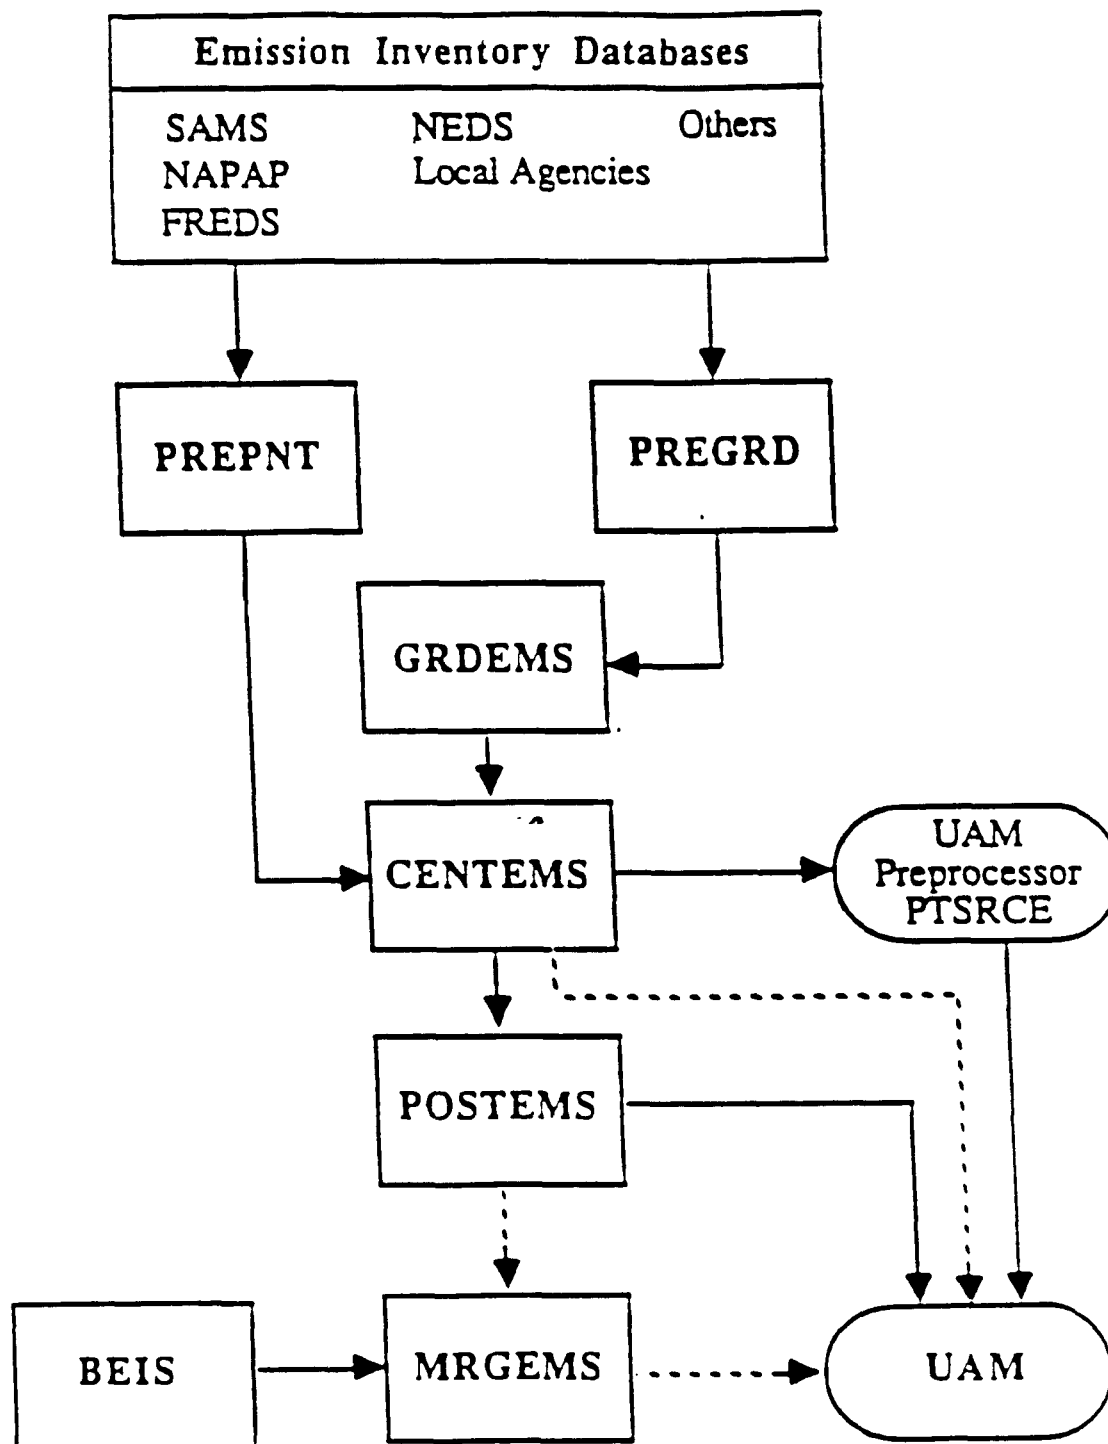 Emission Inventory Databases
SAMS NEDS Others
NAPAP Local Agencies
FREDS
PREPNT
PREGRD
GRDEMS
CENTEMS
UAM
Preprocessor
PTSRCE
POSTEMS
BEIS
MRGEMS
UAM